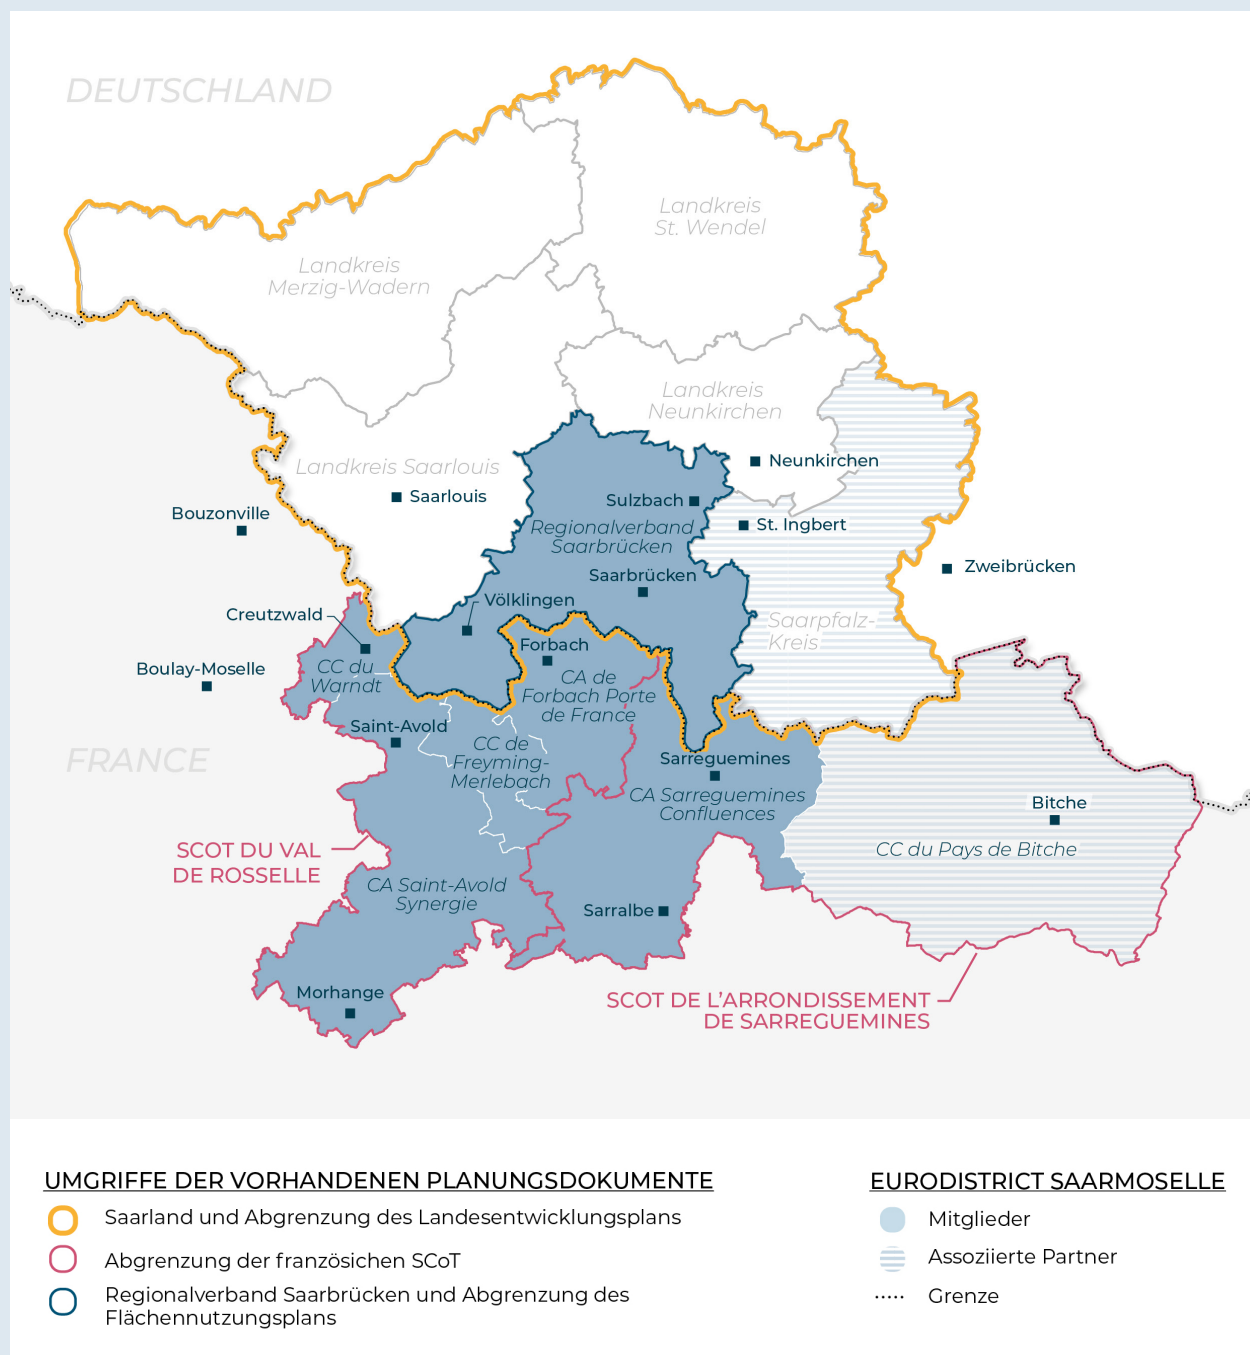 DEUTSCHLAND
Landkreis
St. Wendel
Landkreis
Merzig-Wadern
Landkreis
Neunkirchen
Landkreis Saarlouis
Neunkirchen
Saarlouis
Sulzbach
Bouzonville
St. Ingbert
Regionalverband
Saarbrücken
Zweibrücken
Saarbrücken
Völklingen
Creutzwald
Saarpfalz-
Kreis
Forbach
Boulay-Moselle
CC du
Warndt
CA de
Forbach Porte
de France
Saint-Avold
FRANCE
CC de
Freyming-
Merlebach
Sarreguemines
CA Sarreguemines
Confluences
Bitche
CC du Pays de Bitche
SCOT DU VAL
DE ROSSELLE
CA Saint-Avold
Synergie
Sarralbe
Morhange
SCOT DE L’ARRONDISSEMENT
DE SARREGUEMINES
UMGRIFFE DER VORHANDENEN PLANUNGSDOKUMENTE
Saarland und Abgrenzung des Landesentwicklungsplans
Abgrenzung der französichen SCoT
Regionalverband Saarbrücken und Abgrenzung des
Flächennutzungsplans
EURODISTRICT SAARMOSELLE
Mitglieder
Assoziierte Partner
Grenze